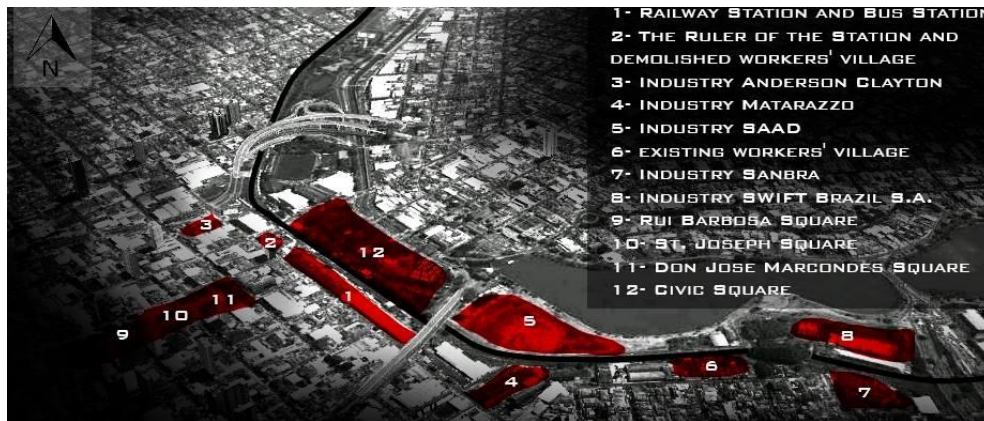 1- Railway Station and Bus Station
2- The Ruler of the Station and
demolished workers' village
3- Industry Anderson Clayton
4- Industry Matarazzo
5- Industry SAAD
6- existing workers' village
7- Industry Sanbra
8- Industry SWIFT Brazil S.A.
9- Rui Barbosa Square
10- St. Joseph Square
11- Don Jose Marcondes Square
12- Civic Square
N
3
2
12
1
11
10
9
5
8
4
6
7